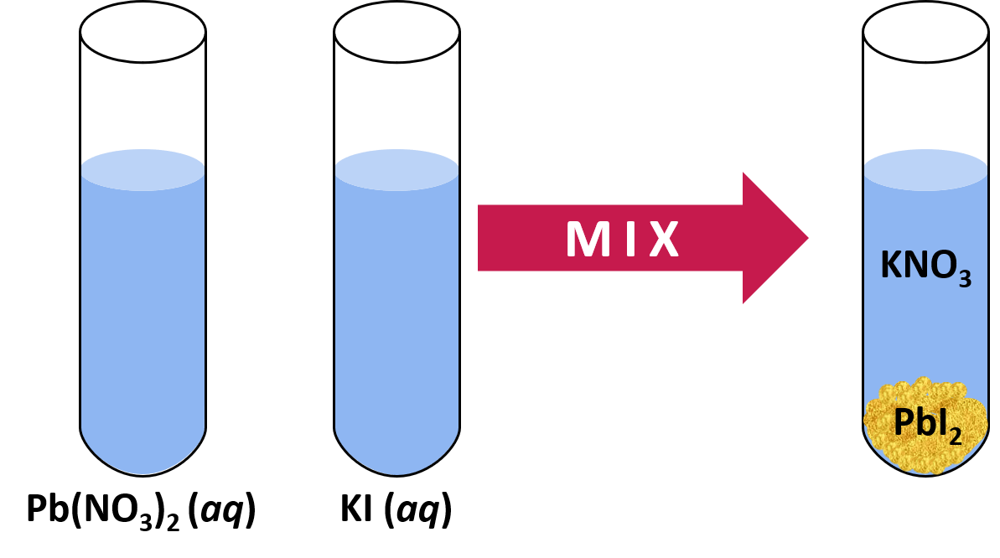 MIX
KNO₃
PbI₂
Pb(NO₃)₂ (aq)
KI (aq)